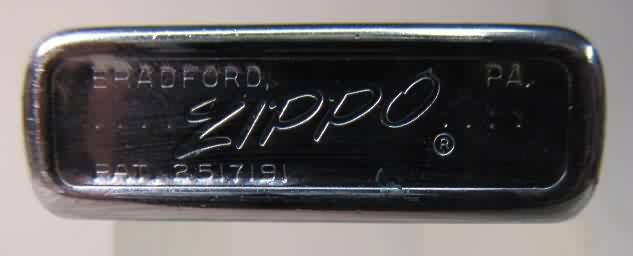 BRADFORD, PA.
.... ZIPPO ® ....
PAT. 2517191